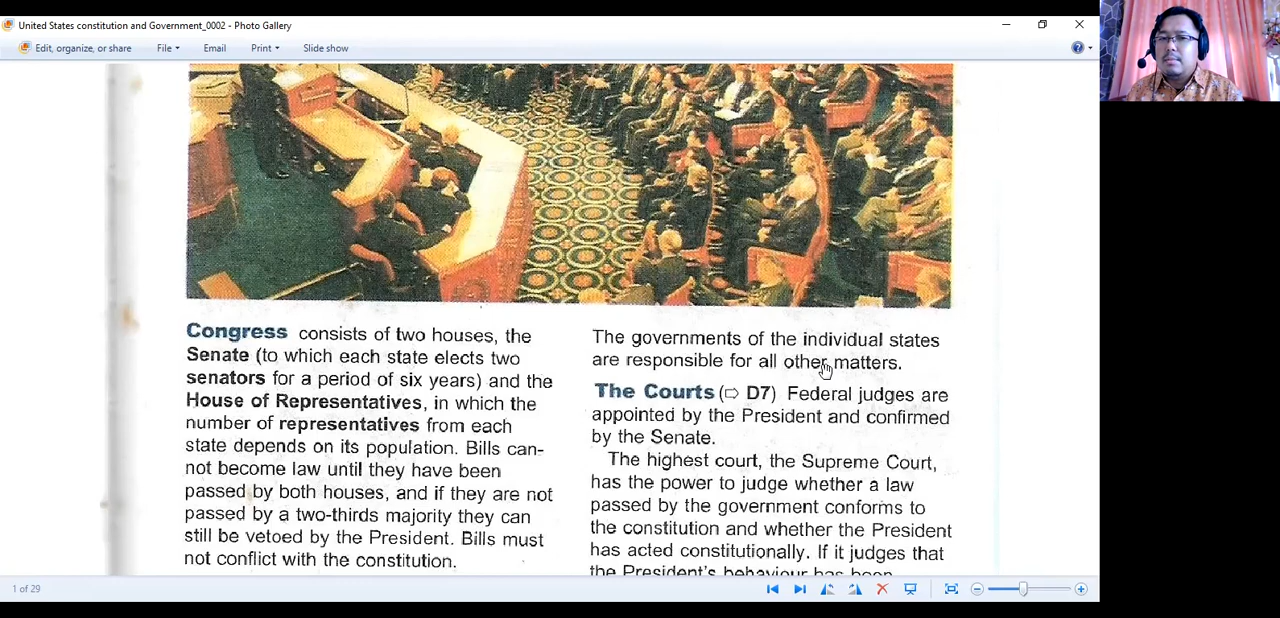 United States constitution and Government_0002 - Photo Gallery
Edit, organize, or share
File
Email
Print
Slide show
Congress consists of two houses, the
Senate (to which each state elects two
senators for a period of six years) and the
House of Representatives, in which the
number of representatives from each
state depends on its population. Bills can-
not become law until they have been
passed by both houses, and if they are not
passed by a two-thirds majority they can
still be vetoed by the President. Bills must
not conflict with the constitution.
The governments of the individual states
are responsible for all other matters.
The Courts (⇨ D7) Federal judges are
appointed by the President and confirmed
by the Senate.
The highest court, the Supreme Court,
has the power to judge whether a law
passed by the government conforms to
the constitution and whether the President
has acted constitutionally. If it judges that
the President's behaviour has been
1 of 29